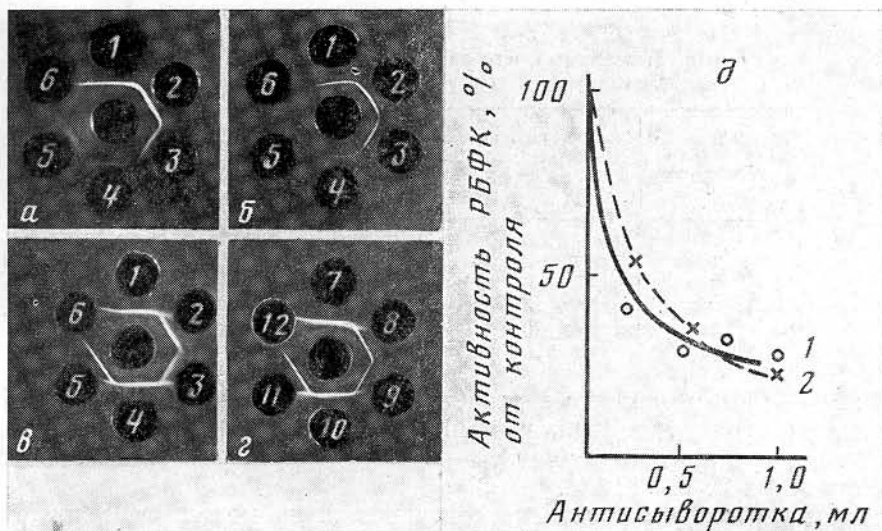 1
6 2
5 3
4
а
1
6 2
5 3
4
б
1
6 2
5 3
4
в
7
12 8
11 9
10
г
д
Активность РБФК, %
от контроля
100
50
1
2
0,5 1,0
Антисыворотка, мл